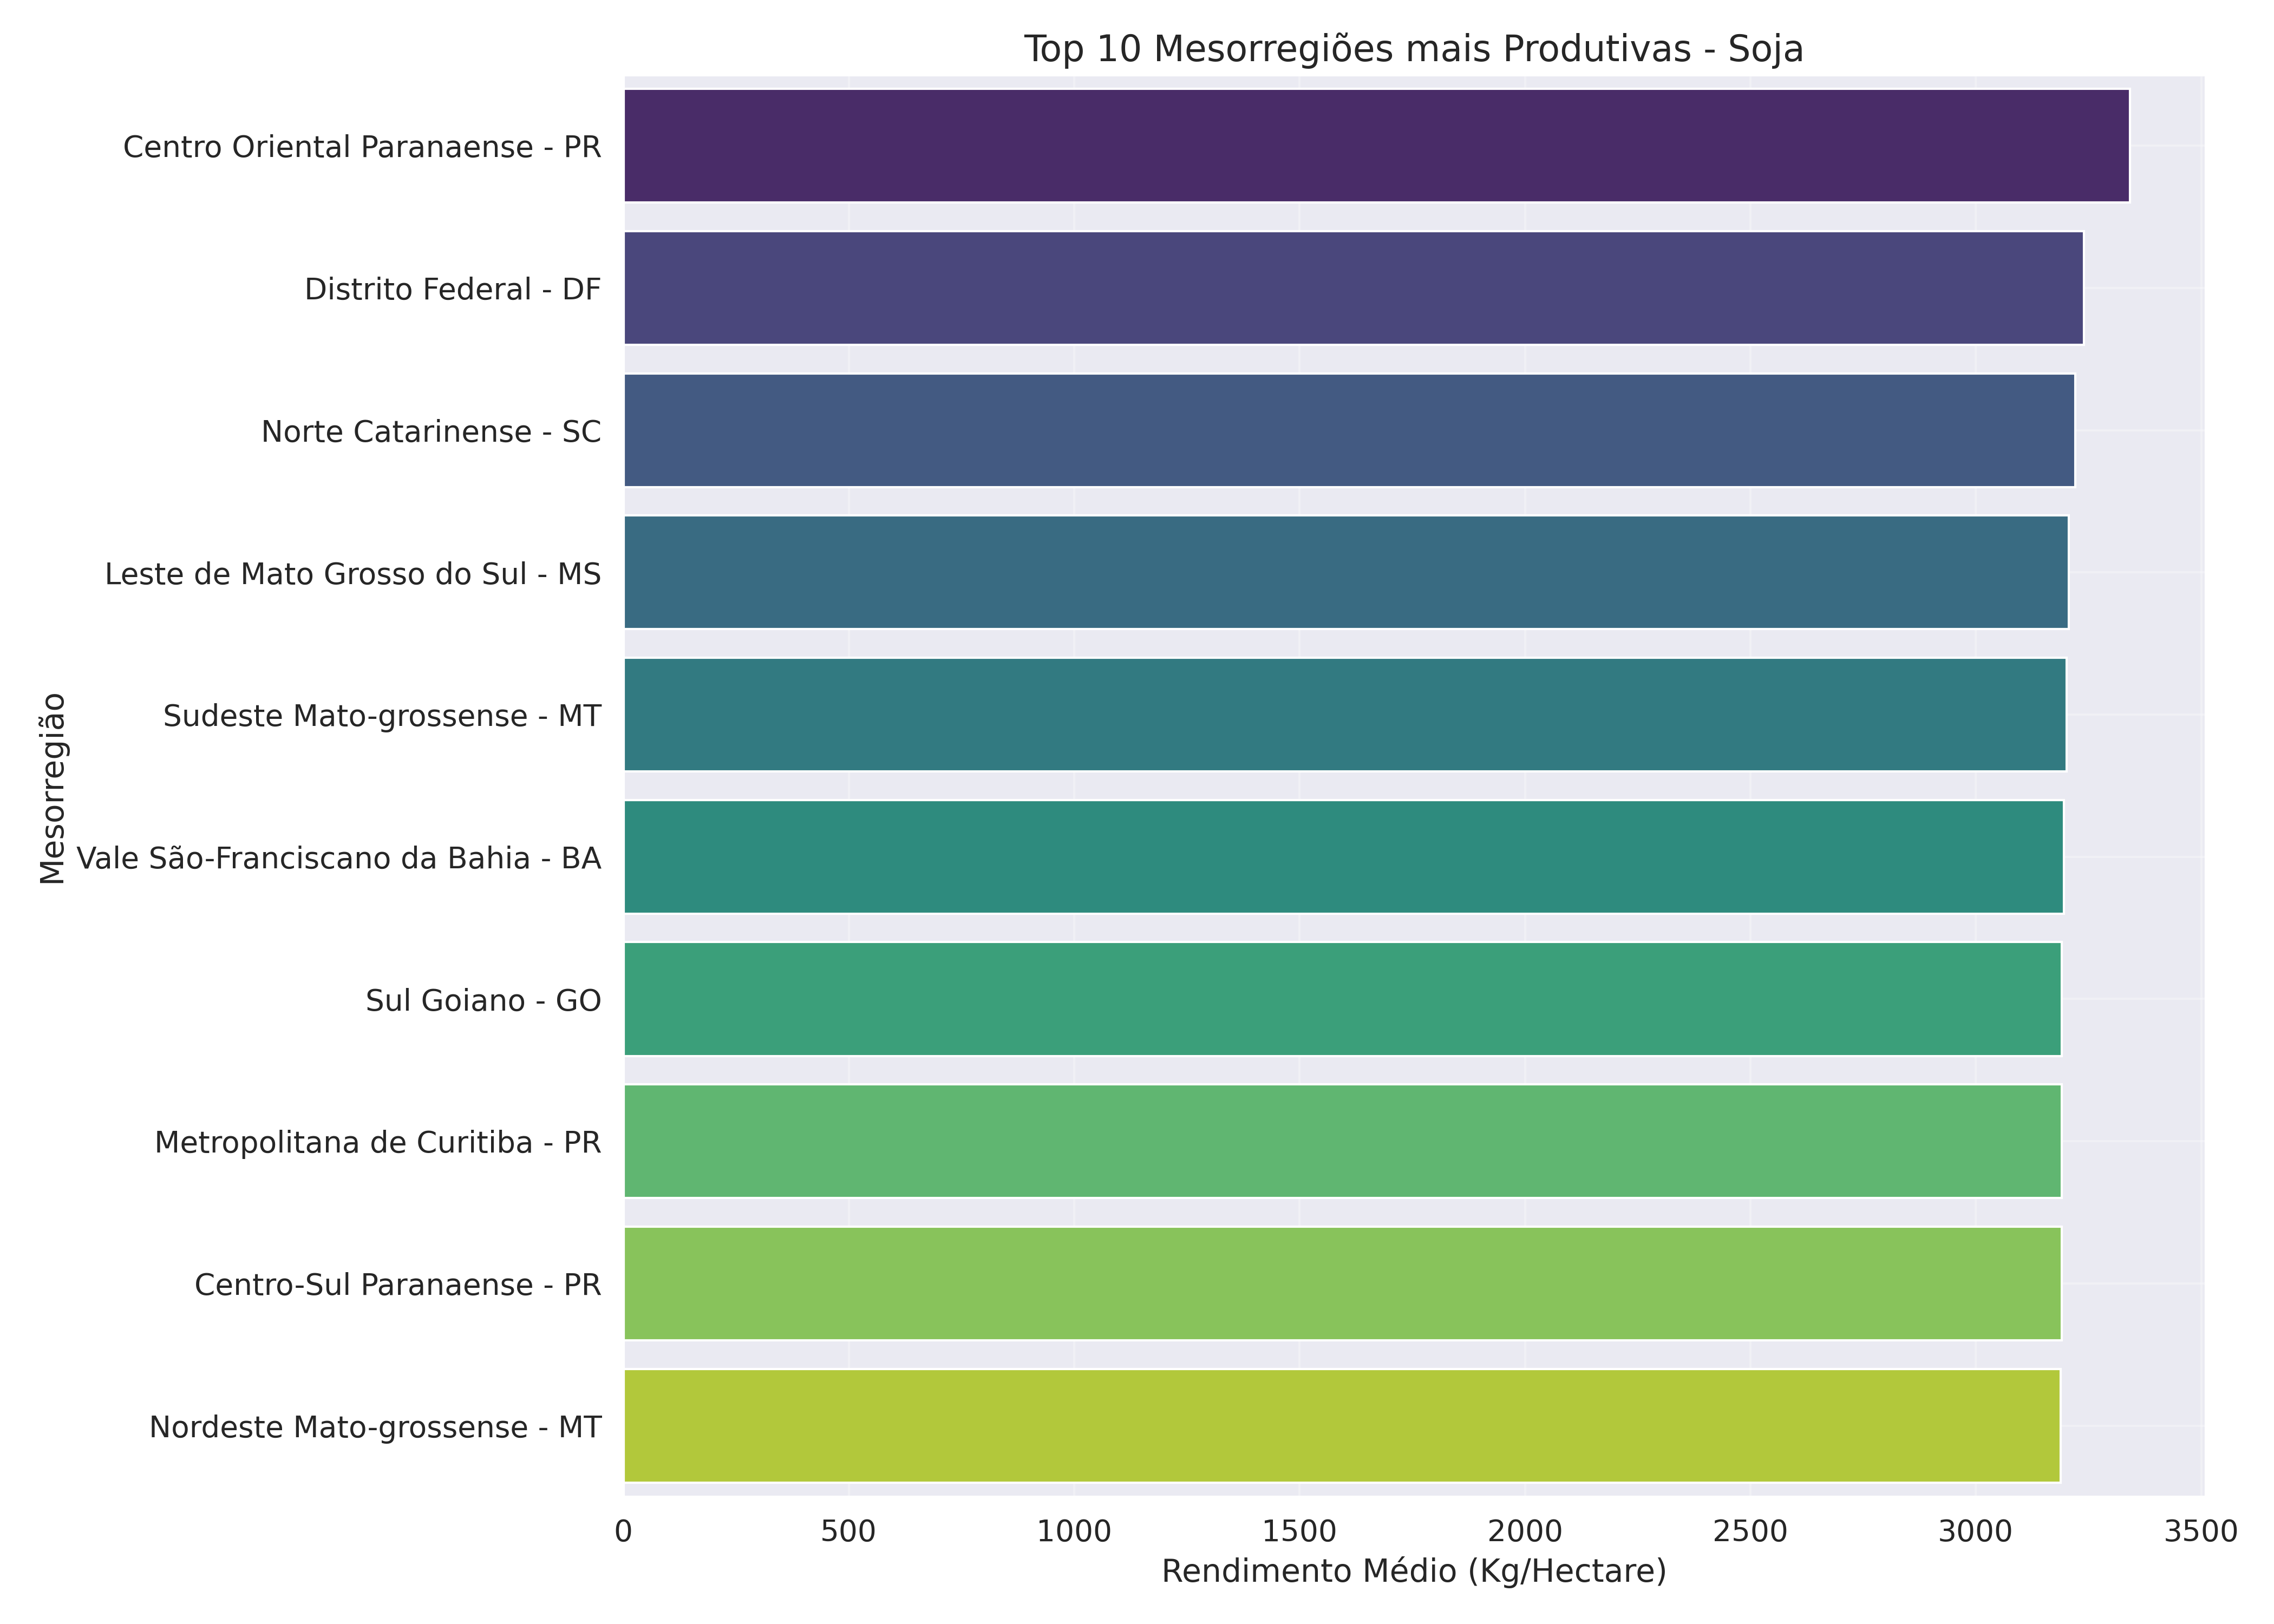 Top 10 Mesorregiões mais Produtivas - Soja
Mesorregião
Centro Oriental Paranaense - PR
Distrito Federal - DF
Norte Catarinense - SC
Leste de Mato Grosso do Sul - MS
Sudeste Mato-grossense - MT
Vale São-Franciscano da Bahia - BA
Sul Goiano - GO
Metropolitana de Curitiba - PR
Centro-Sul Paranaense - PR
Nordeste Mato-grossense - MT
0 500 1000 1500 2000 2500 3000 3500
Rendimento Médio (Kg/Hectare)